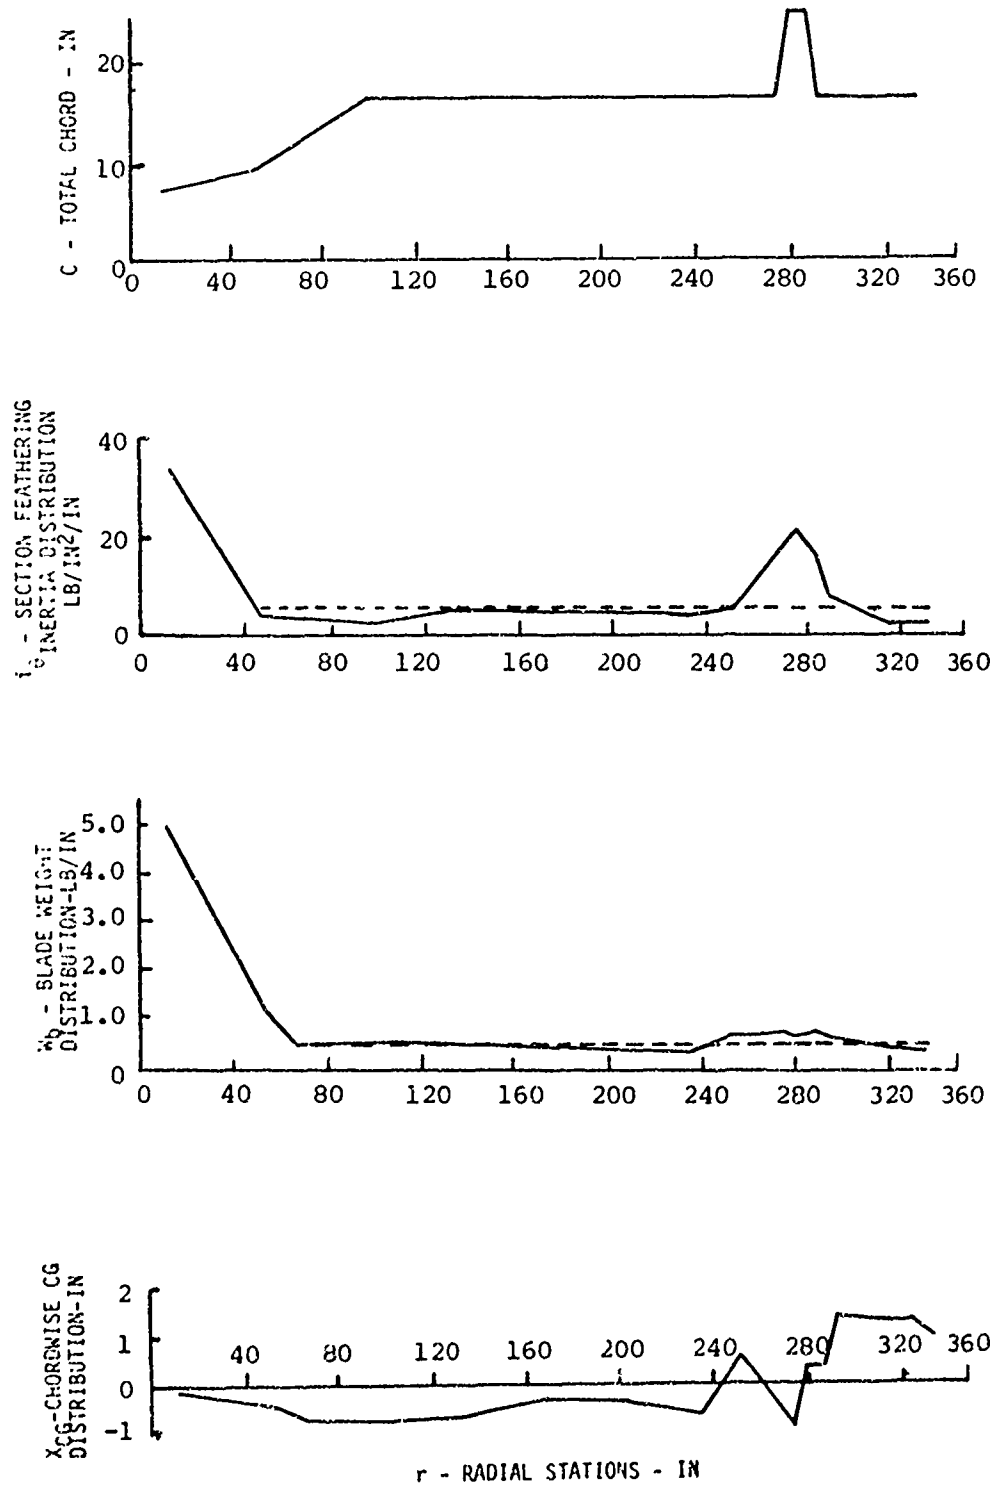 C - TOTAL CHORD - IN
20
10
0
0 40 80 120 160 200 240 280 320 360
- SECTION FEATHERING
INERTIA DISTRIBUTION
LB/IN²/IN
40
20
0
0 40 80 120 160 200 240 280 320 360
Wb - BLADE WEIGHT
DISTRIBUTION-LB/IN
5.0
4.0
3.0
2.0
1.0
0
0 40 80 120 160 200 240 280 320 360
XCG-CHORDWISE CG
DISTRIBUTION-IN
2
1
0
-1
40 80 120 160 200 240 280 320 360
r - RADIAL STATIONS - IN